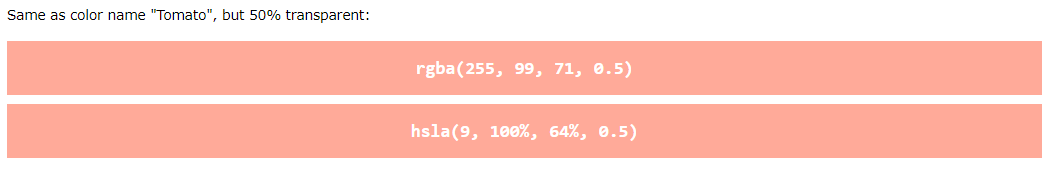 Same as color name "Tomato", but 50% transparent:
rgba(255, 99, 71, 0.5)
hsla(9, 100%, 64%, 0.5)